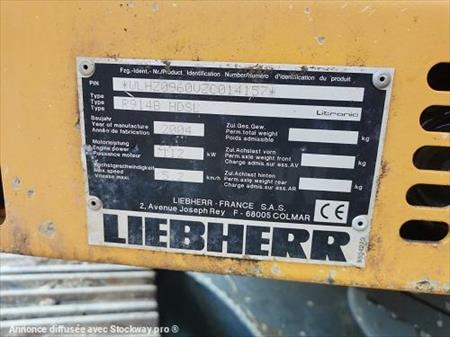 Fzg.-Ident.- Nr./Product. Identification Number/numéro d'identification du produit
PIN *WLHZ0960VZC014157*
Type
Type R914B HDSL Litronic
Type
Baujahr
Year of manufacture 2004
Année de fabrication
Motorleistung
Engine power 112 kW
Puissance moteur
Höchstgeschwindigkeit
Max.speed 5.2 km/h
Vitesse maxi.
Zul.Ges.Gew.
Perm.total weight kg
Poids admissible
Zul.Achslast vorn
Perm.axle weight front kg
Charge admis.sur ess.AV
Zul.Achslast hinten
Perm.axle weight rear kg
Charge admis.sur ess.AR
LIEBHERR - FRANCE S.A.S.
2, Avenue Joseph Rey F - 68005 COLMAR
CE
LIEBHERR
Annonce diffusée avec Stockway.pro ®